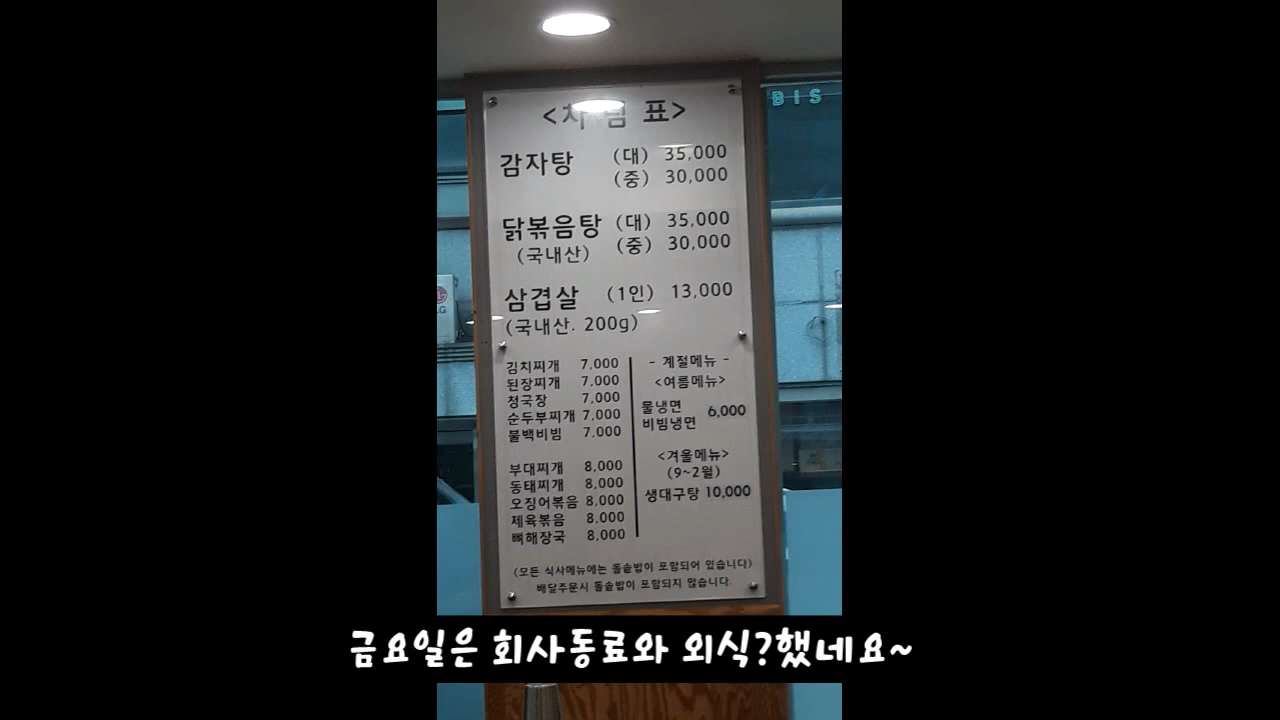 BIS
<차림표>
감자탕 (대) 35,000
(중) 30,000
닭볶음탕 (대) 35,000
(국내산) (중) 30,000
삼겹살 (1인) 13,000
(국내산. 200g)
김치찌개 7,000
된장찌개 7,000
청국장 7,000
순두부찌개 7,000
불백비빔 7,000
부대찌개 8,000
동태찌개 8,000
오징어볶음 8,000
제육볶음 8,000
뼈해장국 8,000
- 계절메뉴 -
<여름메뉴>
물냉면 6,000
비빔냉면
<겨울메뉴>
(9~2월)
생대구탕 10,000
(모든 식사메뉴에는 돌솥밥이 포함되어 있습니다)
배달주문시 돌솥밥이 포함되지 않습니다.
LG
금요일은 회사동료와 외식?했네요~